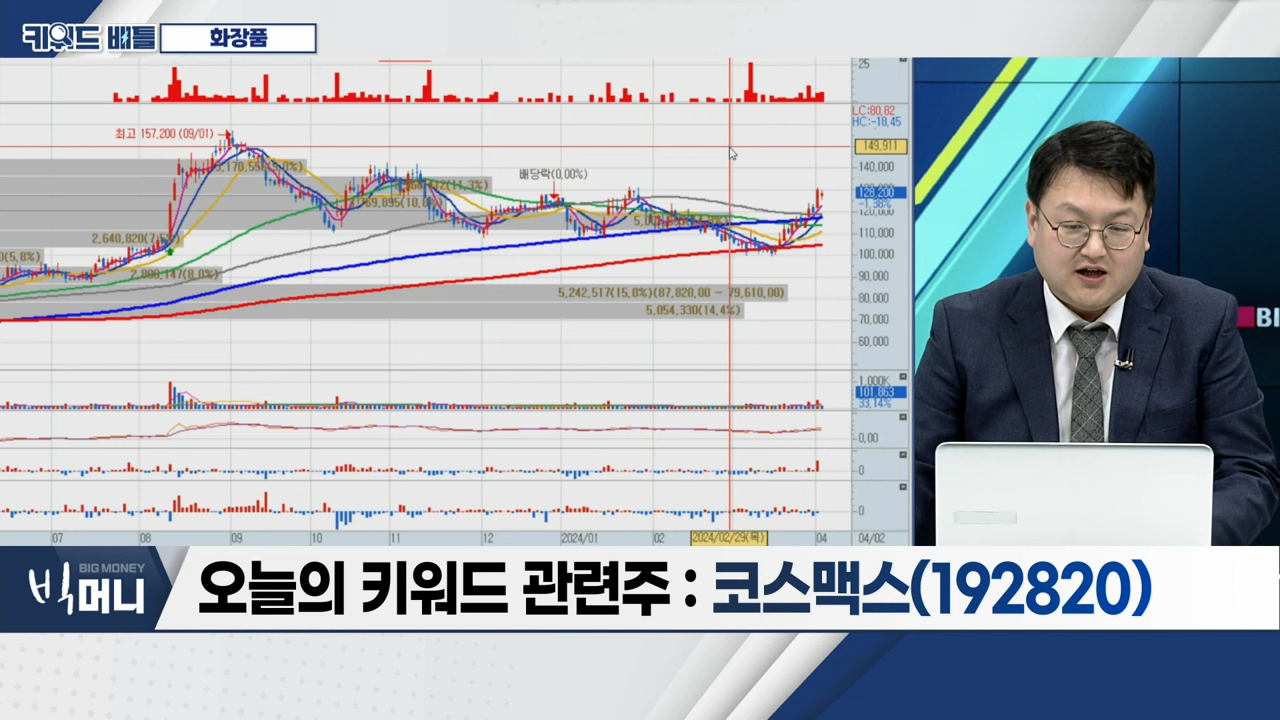 키워드 배틀
화장품
25
LC:80.82
HC:-18.45
최고 157,200 (09/01)
149,911
140,000
배당락(0.00%)
128,200
-1.38%
120,000
110,000
2,640,820(7.5%)
100,000
(5.8%)
2,808,147(8.0%)
90,000
5,242,517(15.0%)(87,820.00 ~ 79,610.00)
80,000
5,054,330(14.4%)
70,000
60,000
1,000K
101,863
33.14%
0.00
0
0
07
08
09
10
11
12
2024/01
02
2024/02/29(목)
04
04/02
BI
빅머니
BIG MONEY
오늘의 키워드 관련주 : 코스맥스(192820)